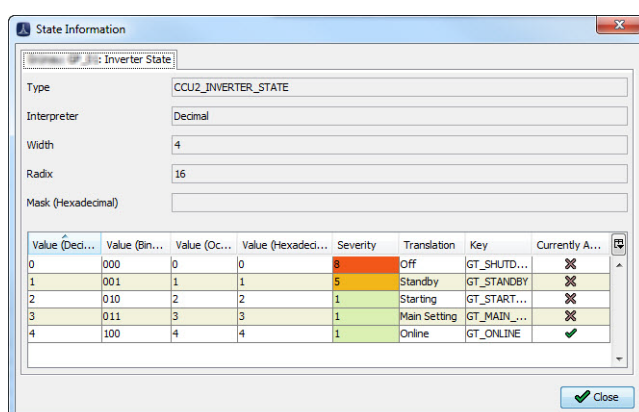 State Information
: Inverter State
Type CCU2_INVERTER_STATE
Interpreter Decimal
Width 4
Radix 16
Mask (Hexadecimal)
Value (Deci... Value (Bin... Value (Oc... Value (Hexadeci... Severity Translation Key Currently A...
0 000 0 0 8 Off GT_SHUTD...
1 001 1 1 5 Standby GT_STANDBY
2 010 2 2 1 Starting GT_START...
3 011 3 3 1 Main Setting GT_MAIN_...
4 100 4 4 1 Online GT_ONLINE
Close